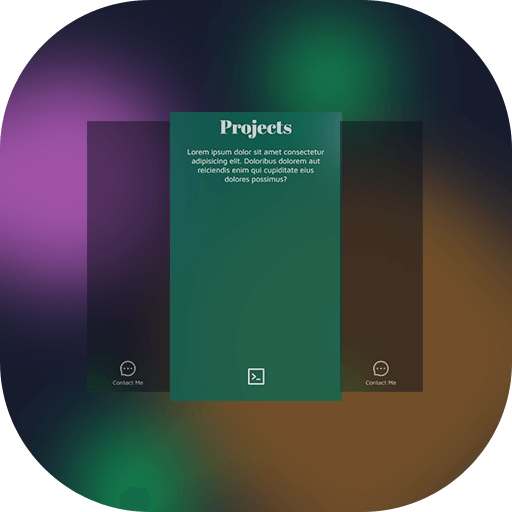 Projects
Lorem ipsum dolor sit amet consectetur
adipisicing elit. Doloribus dolorem aut
reiciendis enim qui cupiditate eius
dolores possimus?
Contact Me
Contact Me